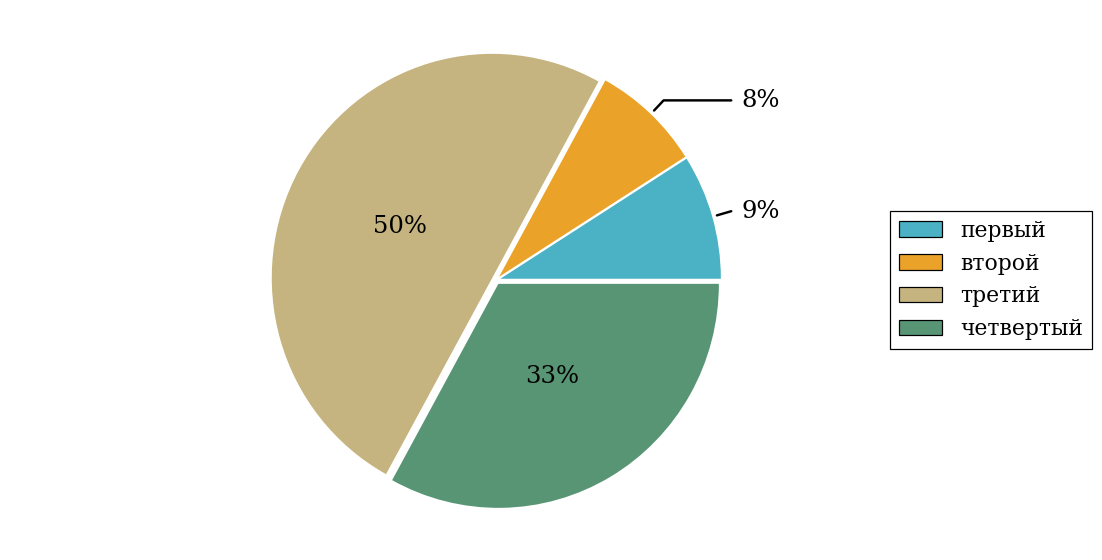 8%
9%
50%
33%
первый
второй
третий
четвертый